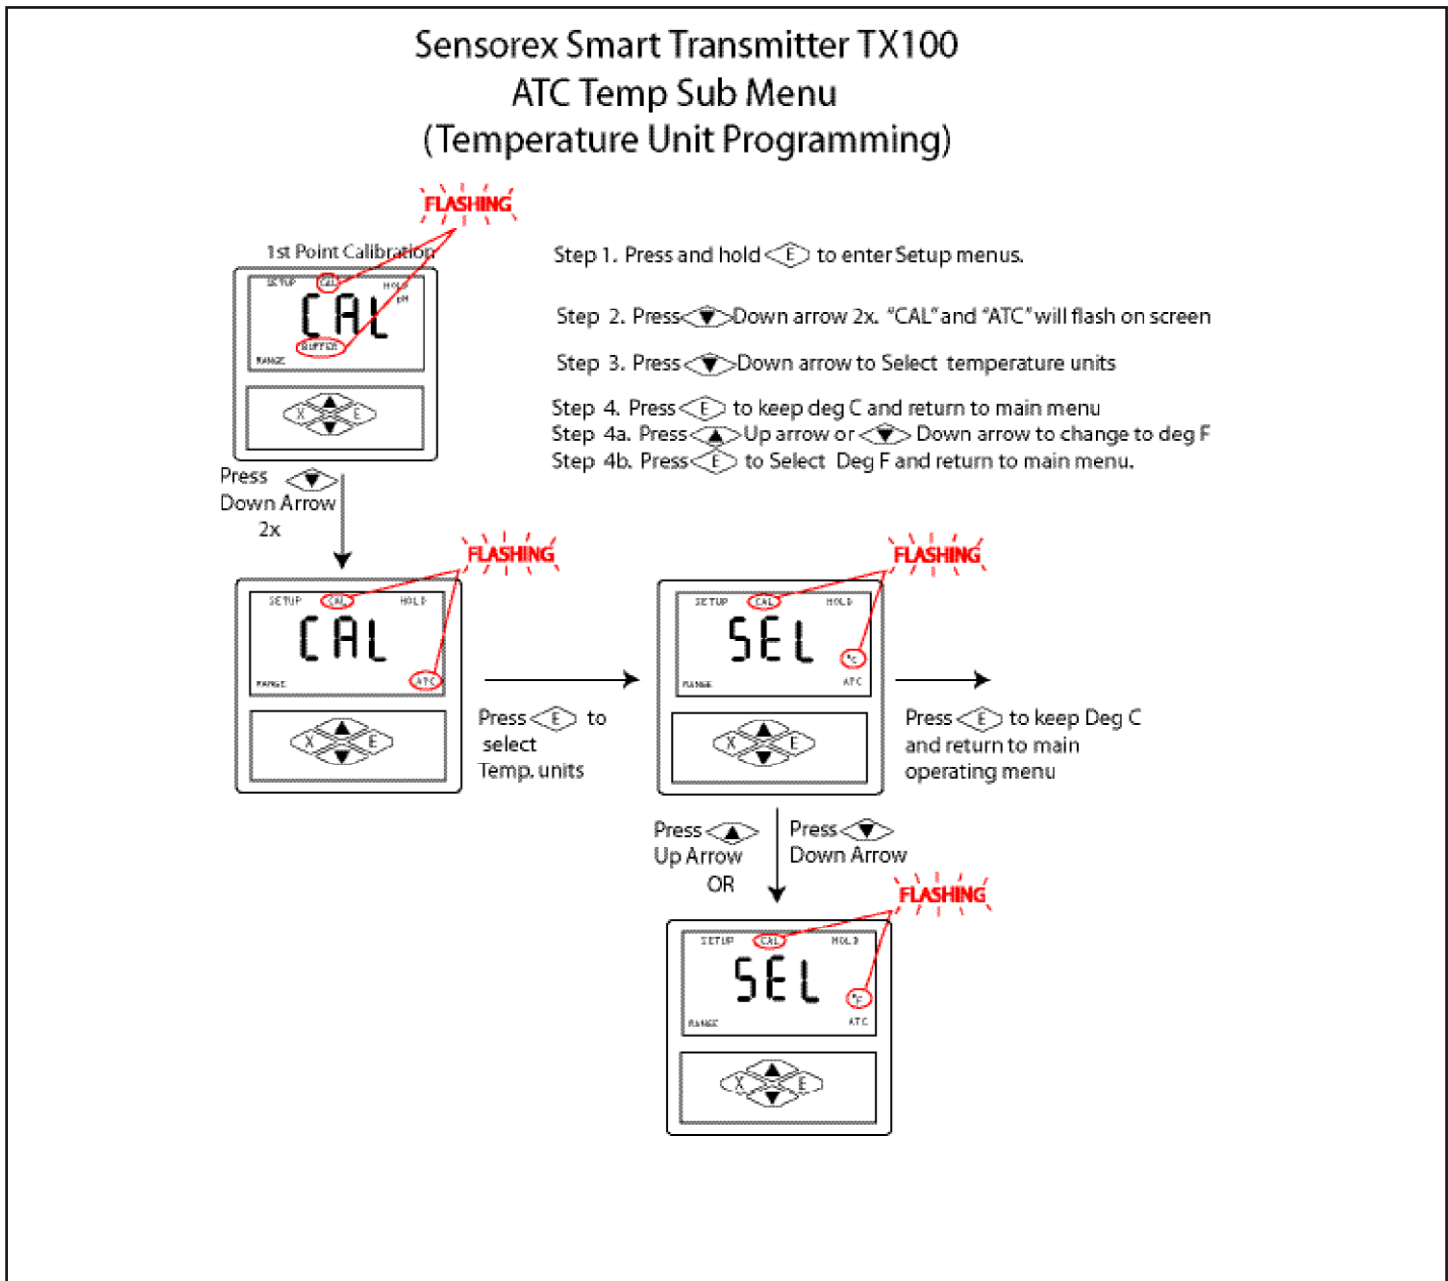 Sensorex Smart Transmitter TX100
ATC Temp Sub Menu
(Temperature Unit Programming)
FLASHING
1st Point Calibration
SETUP CAL HOLD
pH
CAL
BUFFER
RANGE
X E
Step 1. Press and hold E to enter Setup menus.
Step 2. Press Down arrow 2x. "CAL" and "ATC" will flash on screen
Step 3. Press Down arrow to Select temperature units
Step 4. Press E to keep deg C and return to main menu
Step 4a. Press Up arrow or Down arrow to change to deg F
Step 4b. Press E to Select Deg F and return to main menu.
Press
Down Arrow
2x
FLASHING
SETUP CAL HOLD
CAL
RANGE ATC
X E
Press E to
select
Temp. units
FLASHING
SETUP CAL HOLD
SEL
°C
RANGE ATC
X E
Press E to keep Deg C
and return to main
operating menu
Press
Up Arrow
OR
Press
Down Arrow
FLASHING
SETUP CAL HOLD
SEL
°F
RANGE ATC
X E